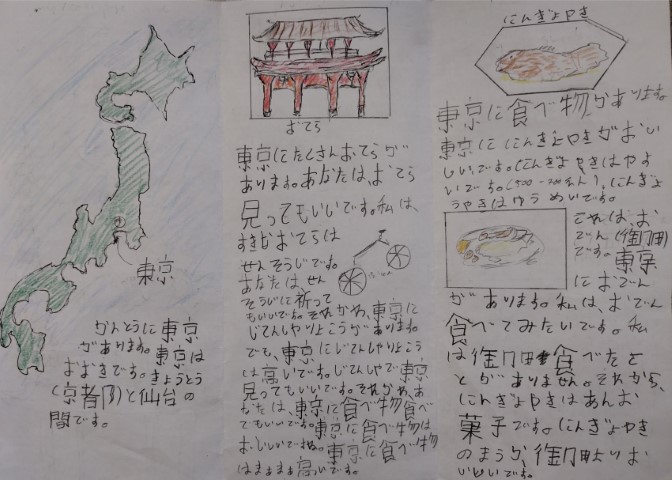 東京
かんとうに東京
があります。東京は
おおきです。きょうとう
(京都府)と仙台の
間です。
おてら
東京にたくさんおてらが
あります。あなたは、おてら
見ってもいいです。私は、
すきなおてらは
せんそうじです。
あなたは、せん
そうじに祈って
もいいです。それから、東京に
じてんしゃりょこうがあります。
でも、東京にじてんしゃりょこう
は高いです。じてんしゃで東京
見ってもいいです。それから、あ
なたは、東京に食べ物食べ
てもいいです。東京に食べ物は
おいしいですね。東京に食べ物
はまあまあ高いです。
にんぎょやき
東京に食べ物があります。
東京ににんぎょやきがおい
しいです。にんぎょやきはやす
いです。(500-700えん)、にんぎょ
うやきはゆうめいです。
これは、お
でん
です。東京
におでん
があります。私は、おでん
食べてみたいです。私
は
食べたこ
とがありません。それから、
にんぎょやきはあんお
菓子です。にんぎょやき
のほうが、
よりお
いしいです。